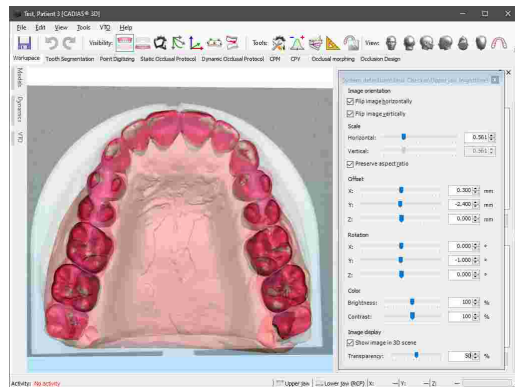 Test, Patient 3 [CADIAS® 3D]
File Edit View Tools VTO Help
Visibility: Tools: View:
Workspace Tooth Segmentation Point Digitizing Static Occlusal Protocol Dynamic Occlusal Protocol CPM CPV Occlusal morphing Occlusion Design
Models
Dynamics
VTO
Image orientation
Flip image horizontally
Flip image vertically
Scale
Horizontal: 0.561
Vertical: 0.561
Preserve aspect ratio
Offset
X: 0.300 mm
Y: -2.400 mm
Z: 0.000 mm
Rotation
X: 0.000 °
Y: -1.000 °
Z: 0.000 °
Color
Brightness: 100 %
Contrast: 100 %
Image display
Show image in 3D scene
Transparency: 50 %
Activity: No activity Upper Jaw Lower Jaw (RCP) X: — Y: — Z: —